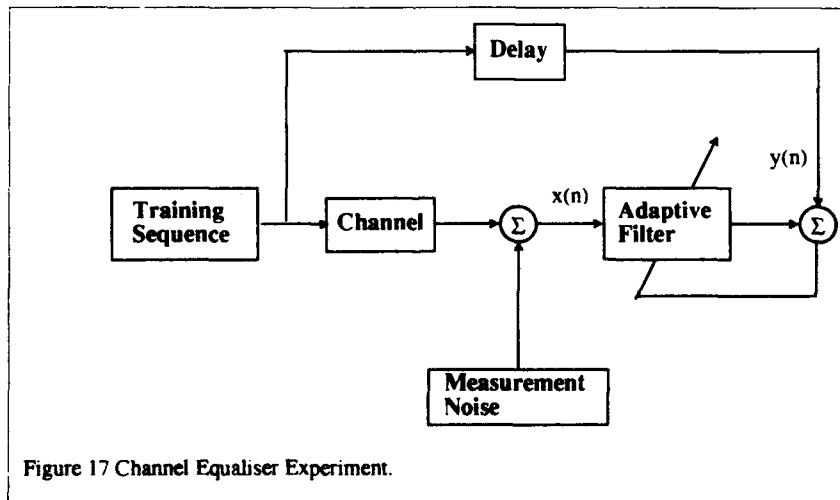 Delay
y(n)
x(n)
Training
Sequence
Channel
Σ
Adaptive
Filter
Σ
Measurement
Noise
Figure 17 Channel Equaliser Experiment.